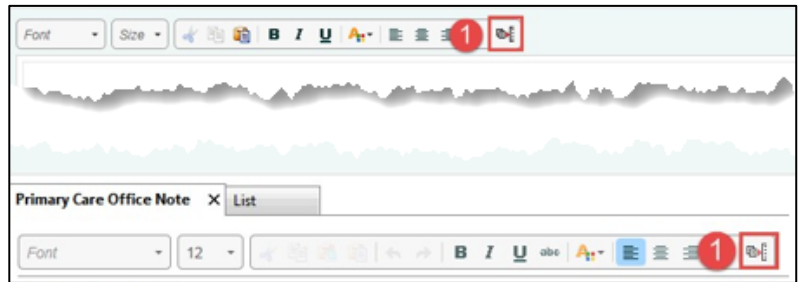 Font Size B I U A 1
Primary Care Office Note X List
Font 12 B I U abc A 1